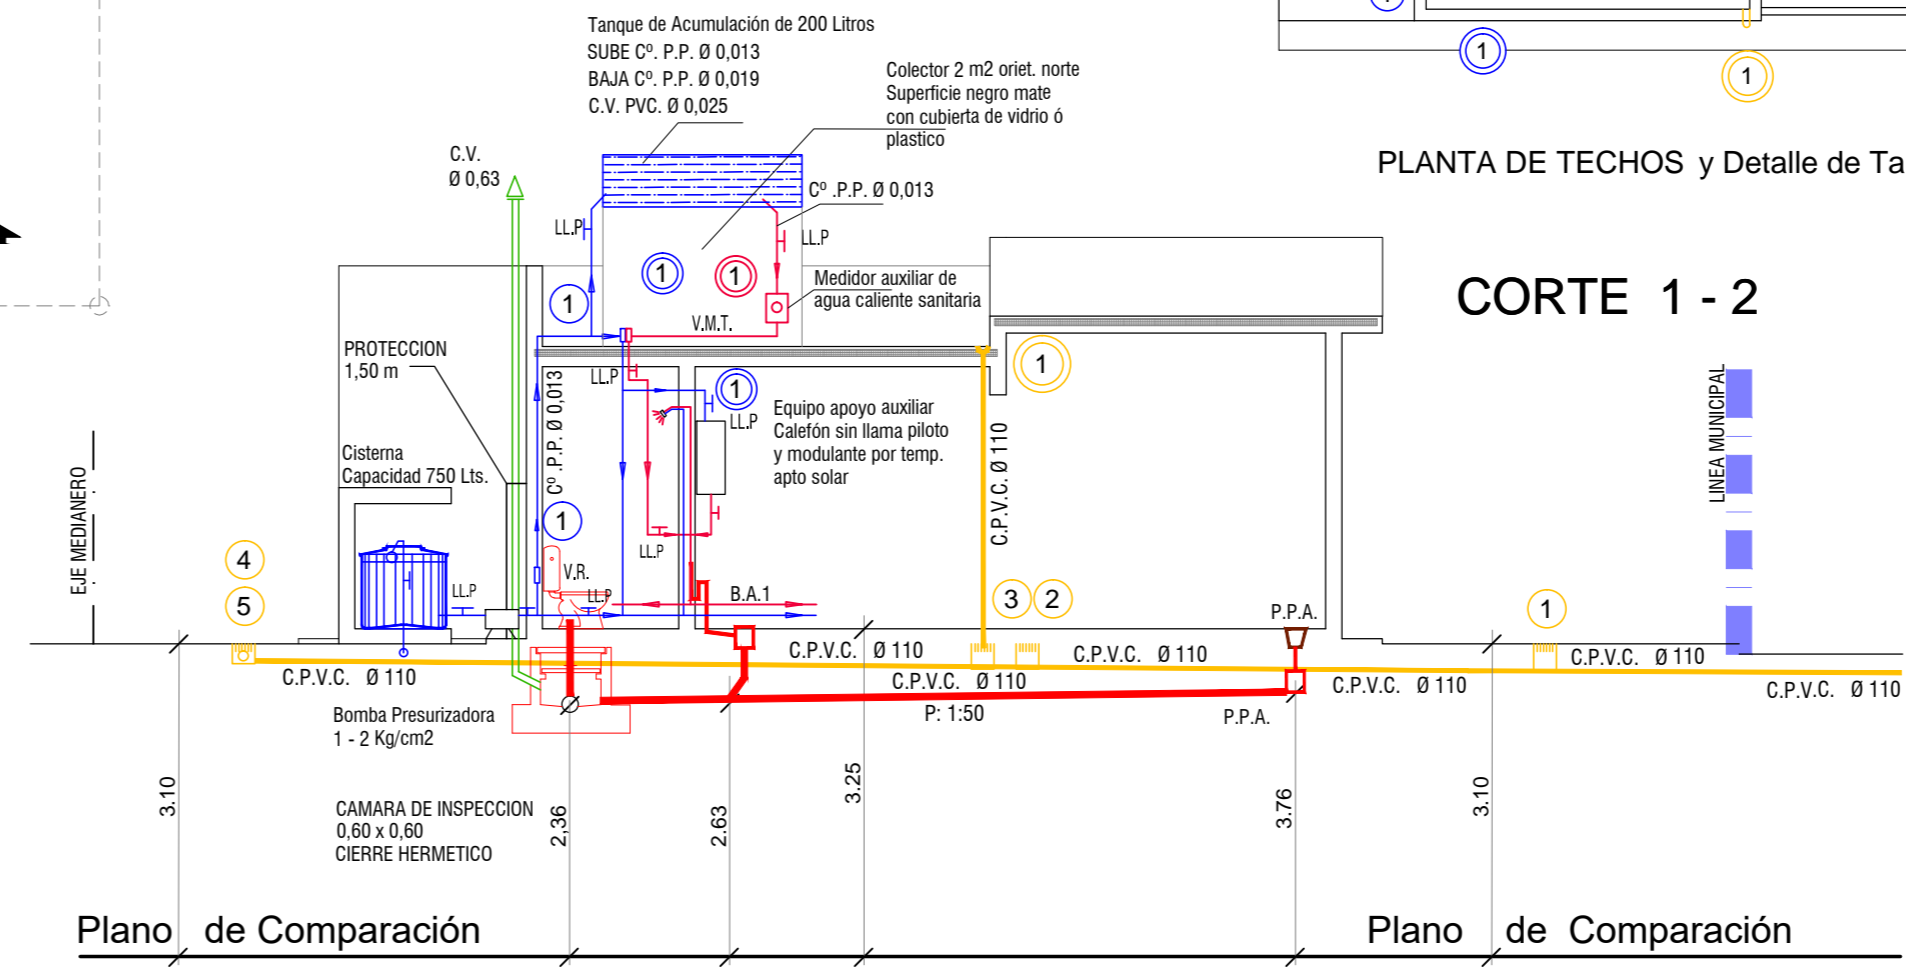 Tanque de Acumulación de 200 Litros
SUBE Cº. P.P. Ø 0,013
BAJA Cº. P.P. Ø 0,019
C.V. PVC. Ø 0,025
Colector 2 m2 oriet. norte
Superficie negro mate
con cubierta de vidrio ó
plastico
1
1
PLANTA DE TECHOS y Detalle de Ta
C.V.
Ø 0,63
Cº .P.P. Ø 0,013
LL.P
LL.P
1
1
1
Medidor auxiliar de
agua caliente sanitaria
V.M.T.
CORTE 1 - 2
PROTECCION
1,50 m
1
LL.P
1
Cº .P.P. Ø 0,013
LL.P
Equipo apoyo auxiliar
Calefón sin llama piloto
y modulante por temp.
apto solar
Cisterna
Capacidad 750 Lts.
C.P.V.C. Ø 110
LINEA MUNICIPAL
EJE MEDIANERO
1
4
5
LL.P
V.R.
LL.P
LL.P
B.A.1
3
2
P.P.A.
1
C.P.V.C. Ø 110
C.P.V.C. Ø 110
C.P.V.C. Ø 110
C.P.V.C. Ø 110
C.P.V.C. Ø 110
C.P.V.C. Ø 110
C.P.V.C. Ø 110
P: 1:50
P.P.A.
Bomba Presurizadora
1 - 2 Kg/cm2
CAMARA DE INSPECCION
0,60 x 0,60
CIERRE HERMETICO
3.10
2,36
2.63
3.25
3.76
3.10
Plano de Comparación
Plano de Comparación